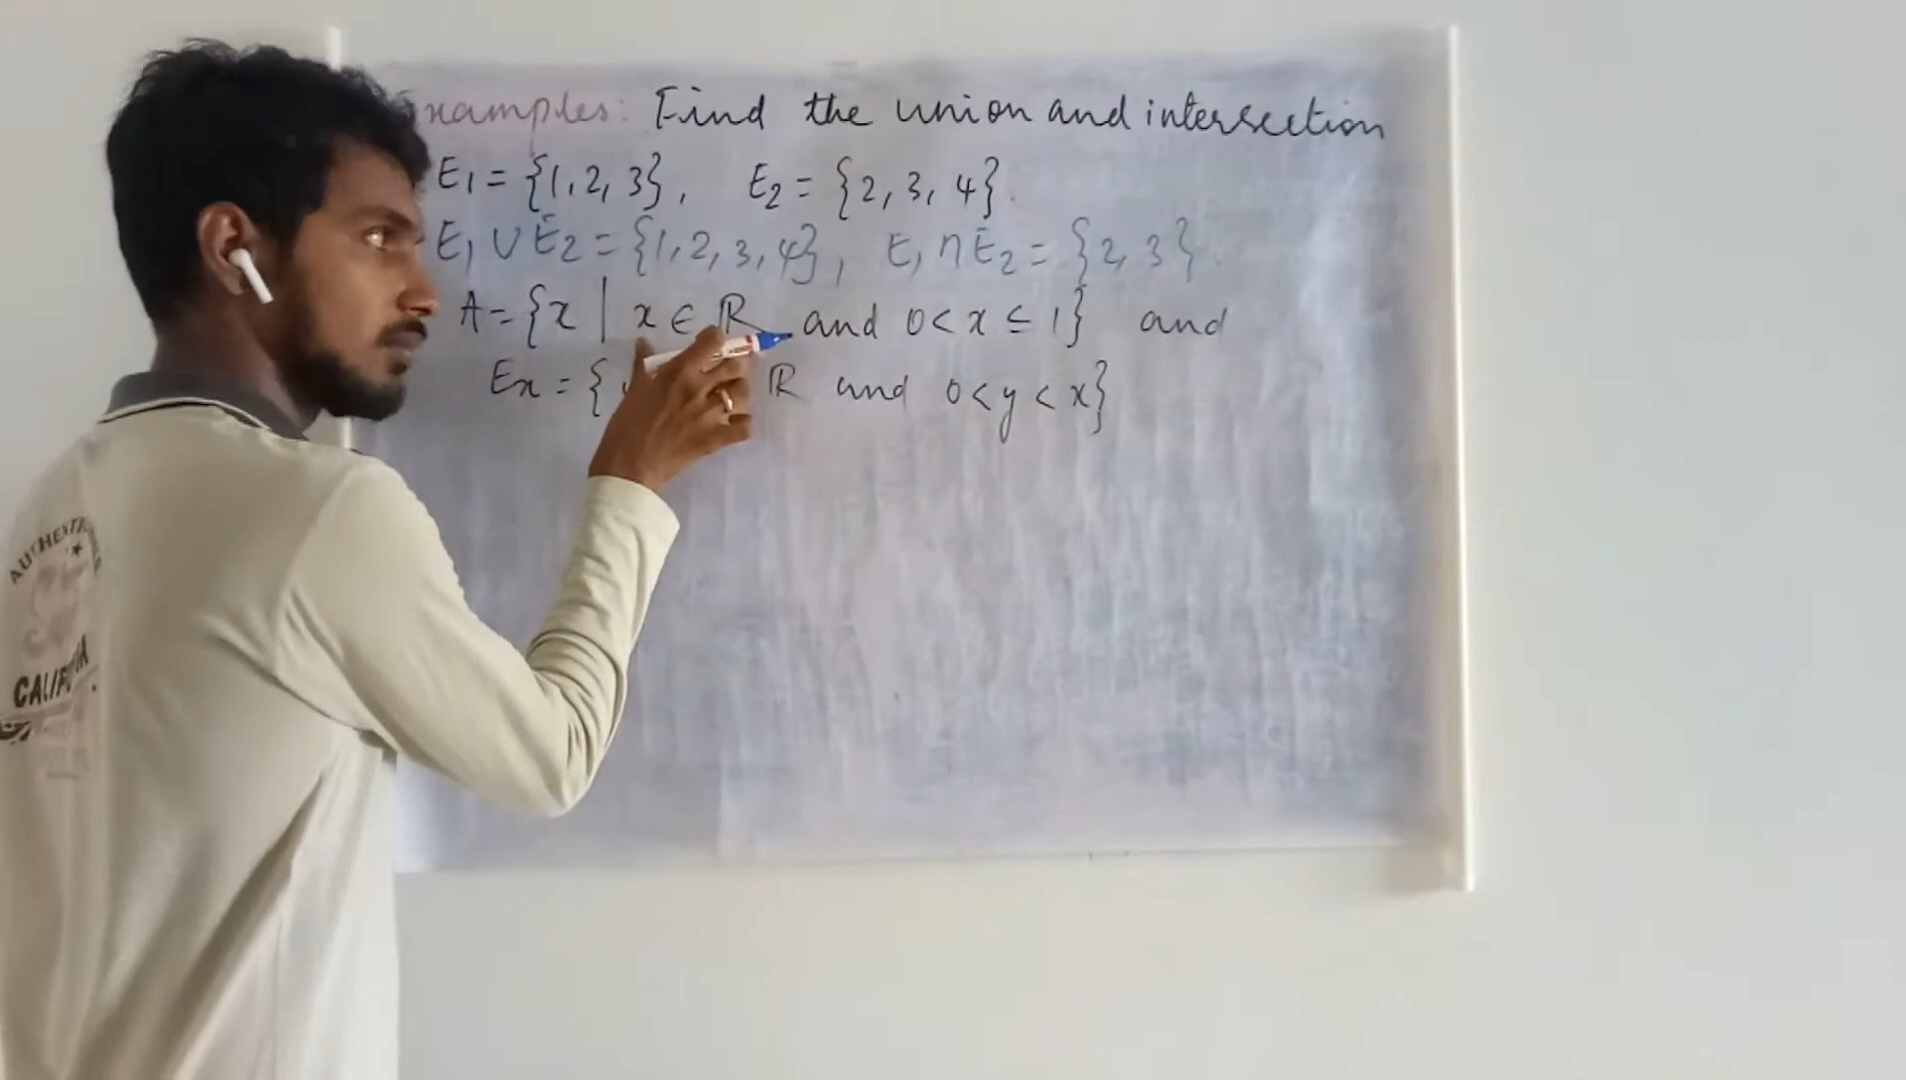 xamples: Find the union and intersection
E₁ = {1, 2, 3}, E₂ = {2, 3, 4}.
E₁ ∪ E₂ = {1, 2, 3, 4}, E₁ ∩ E₂ = {2, 3}.
A = {x | x ∈ ℝ and 0 < x ≤ 1} and
Ex = { ℝ and 0 < y < x}